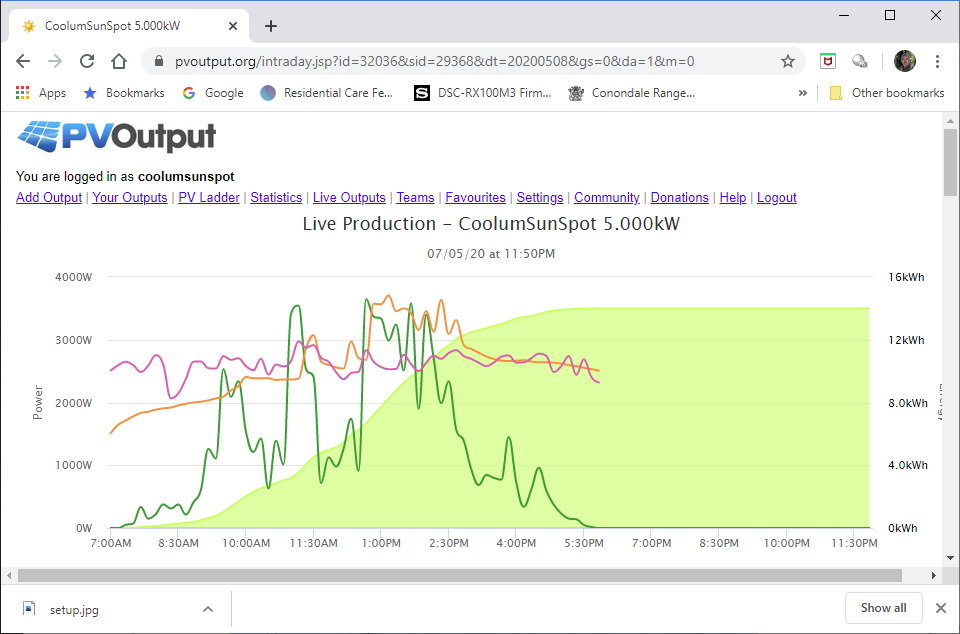 CoolumSunSpot 5.000kW
pvoutput.org/intraday.jsp?id=32036&sid=29368&dt=20200508&gs=0&da=1&m=0
Apps Bookmarks Google Residential Care Fe... S DSC-RX100M3 Firm... Conondale Range... » Other bookmarks
PVOutput
You are logged in as coolumsunspot
Add Output | Your Outputs | PV Ladder | Statistics | Live Outputs | Teams | Favourites | Settings | Community | Donations | Help | Logout
Live Production - CoolumSunSpot 5.000kW
07/05/20 at 11:50PM
4000W 16kWh
3000W 12kWh
Power
Energy
2000W 8.0kWh
1000W 4.0kWh
0W 0kWh
7:00AM 8:30AM 10:00AM 11:30AM 1:00PM 2:30PM 4:00PM 5:30PM 7:00PM 8:30PM 10:00PM 11:30PM
setup.jpg Show all